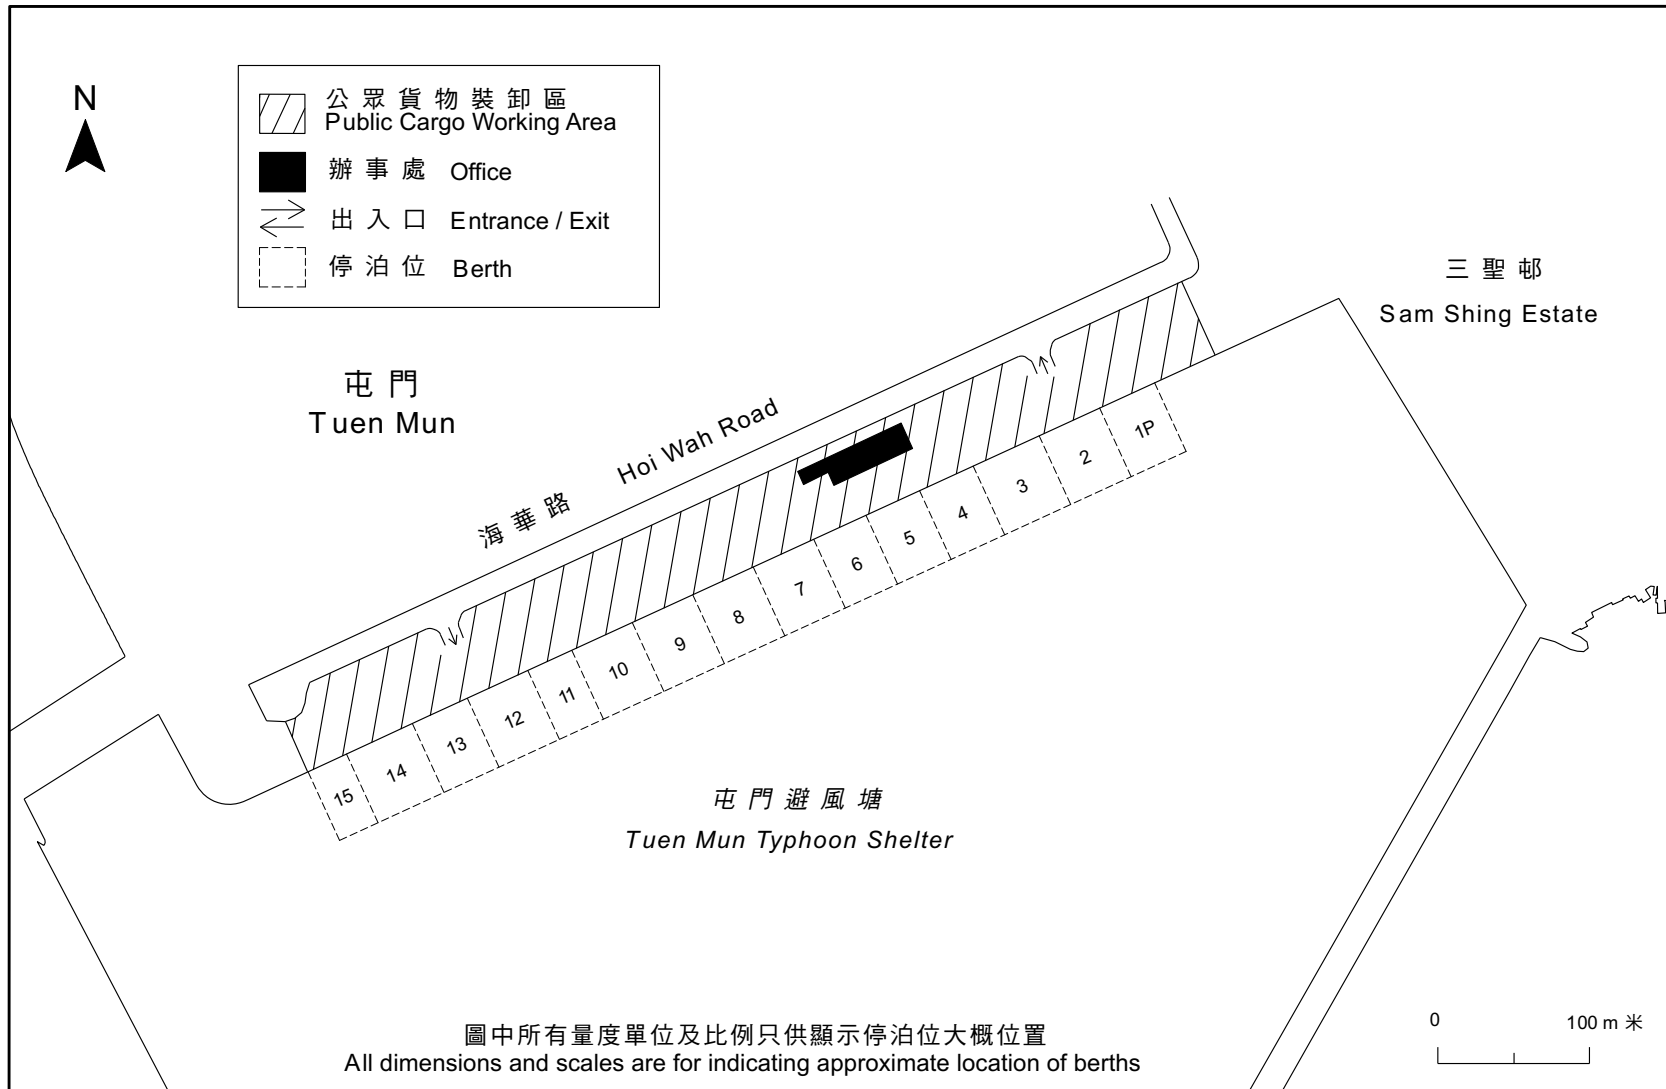 N
公眾貨物裝卸區
Public Cargo Working Area
辦事處 Office
出入口 Entrance / Exit
停泊位 Berth
三聖邨
Sam Shing Estate
屯門
Tuen Mun
海華路 Hoi Wah Road
1P
2
3
4
5
6
7
8
9
10
11
12
13
14
15
屯門避風塘
Tuen Mun Typhoon Shelter
圖中所有量度單位及比例只供顯示停泊位大概位置
All dimensions and scales are for indicating approximate location of berths
0 100 m 米